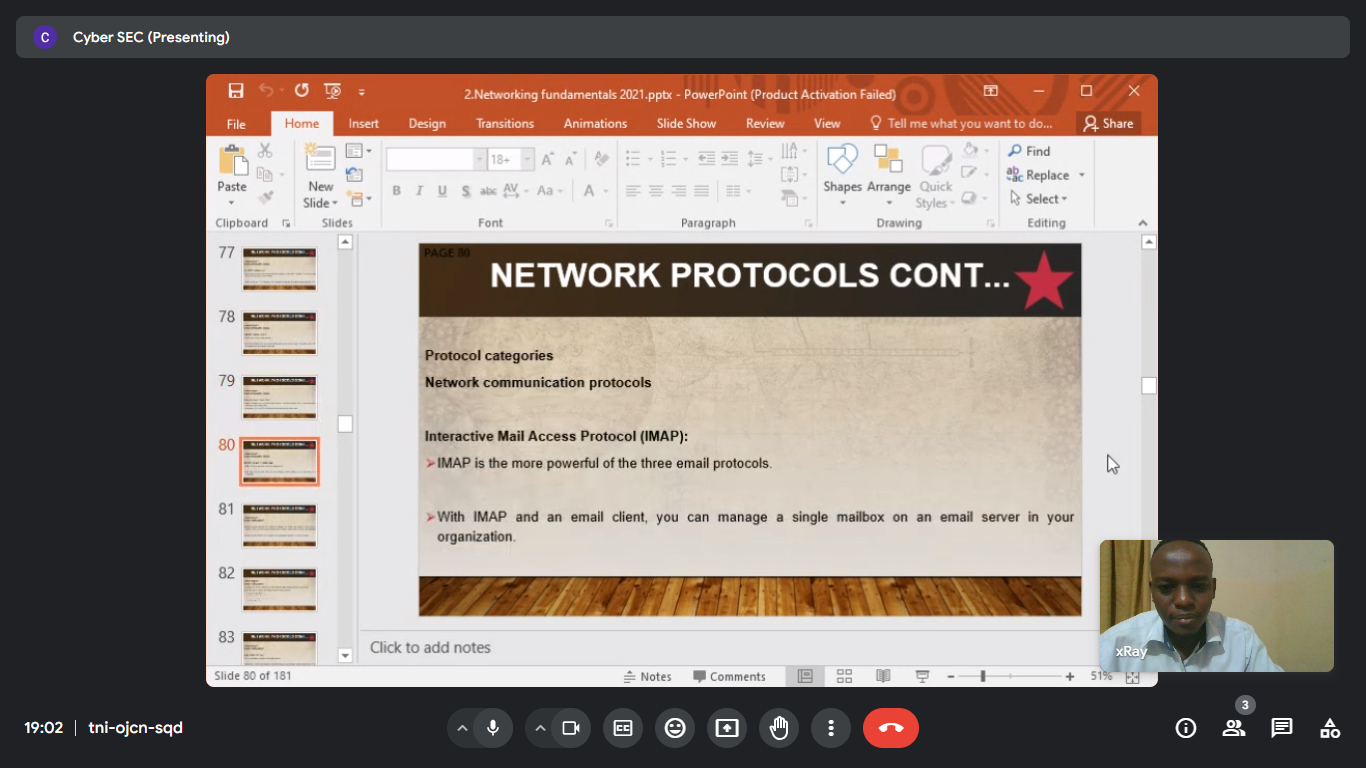 C Cyber SEC (Presenting)
2.Networking fundamentals 2021.pptx - PowerPoint (Product Activation Failed)
File Home Insert Design Transitions Animations Slide Show Review View Tell me what you want to do... Share
Paste
New
Slide
18+
B I U S abc AV Aa A
Shapes Arrange Quick
Styles
Find
Replace
Select
Clipboard Slides Font Paragraph Drawing Editing
77
78
79
80
81
82
83
PAGE 80
NETWORK PROTOCOLS CONT...
Protocol categories
Network communication protocols
Interactive Mail Access Protocol (IMAP):
➢IMAP is the more powerful of the three email protocols.
➢With IMAP and an email client, you can manage a single mailbox on an email server in your
organization.
Click to add notes
xRay
Slide 80 of 181 Notes Comments 51%
19:02 | tni-ojcn-sqd
CC
3